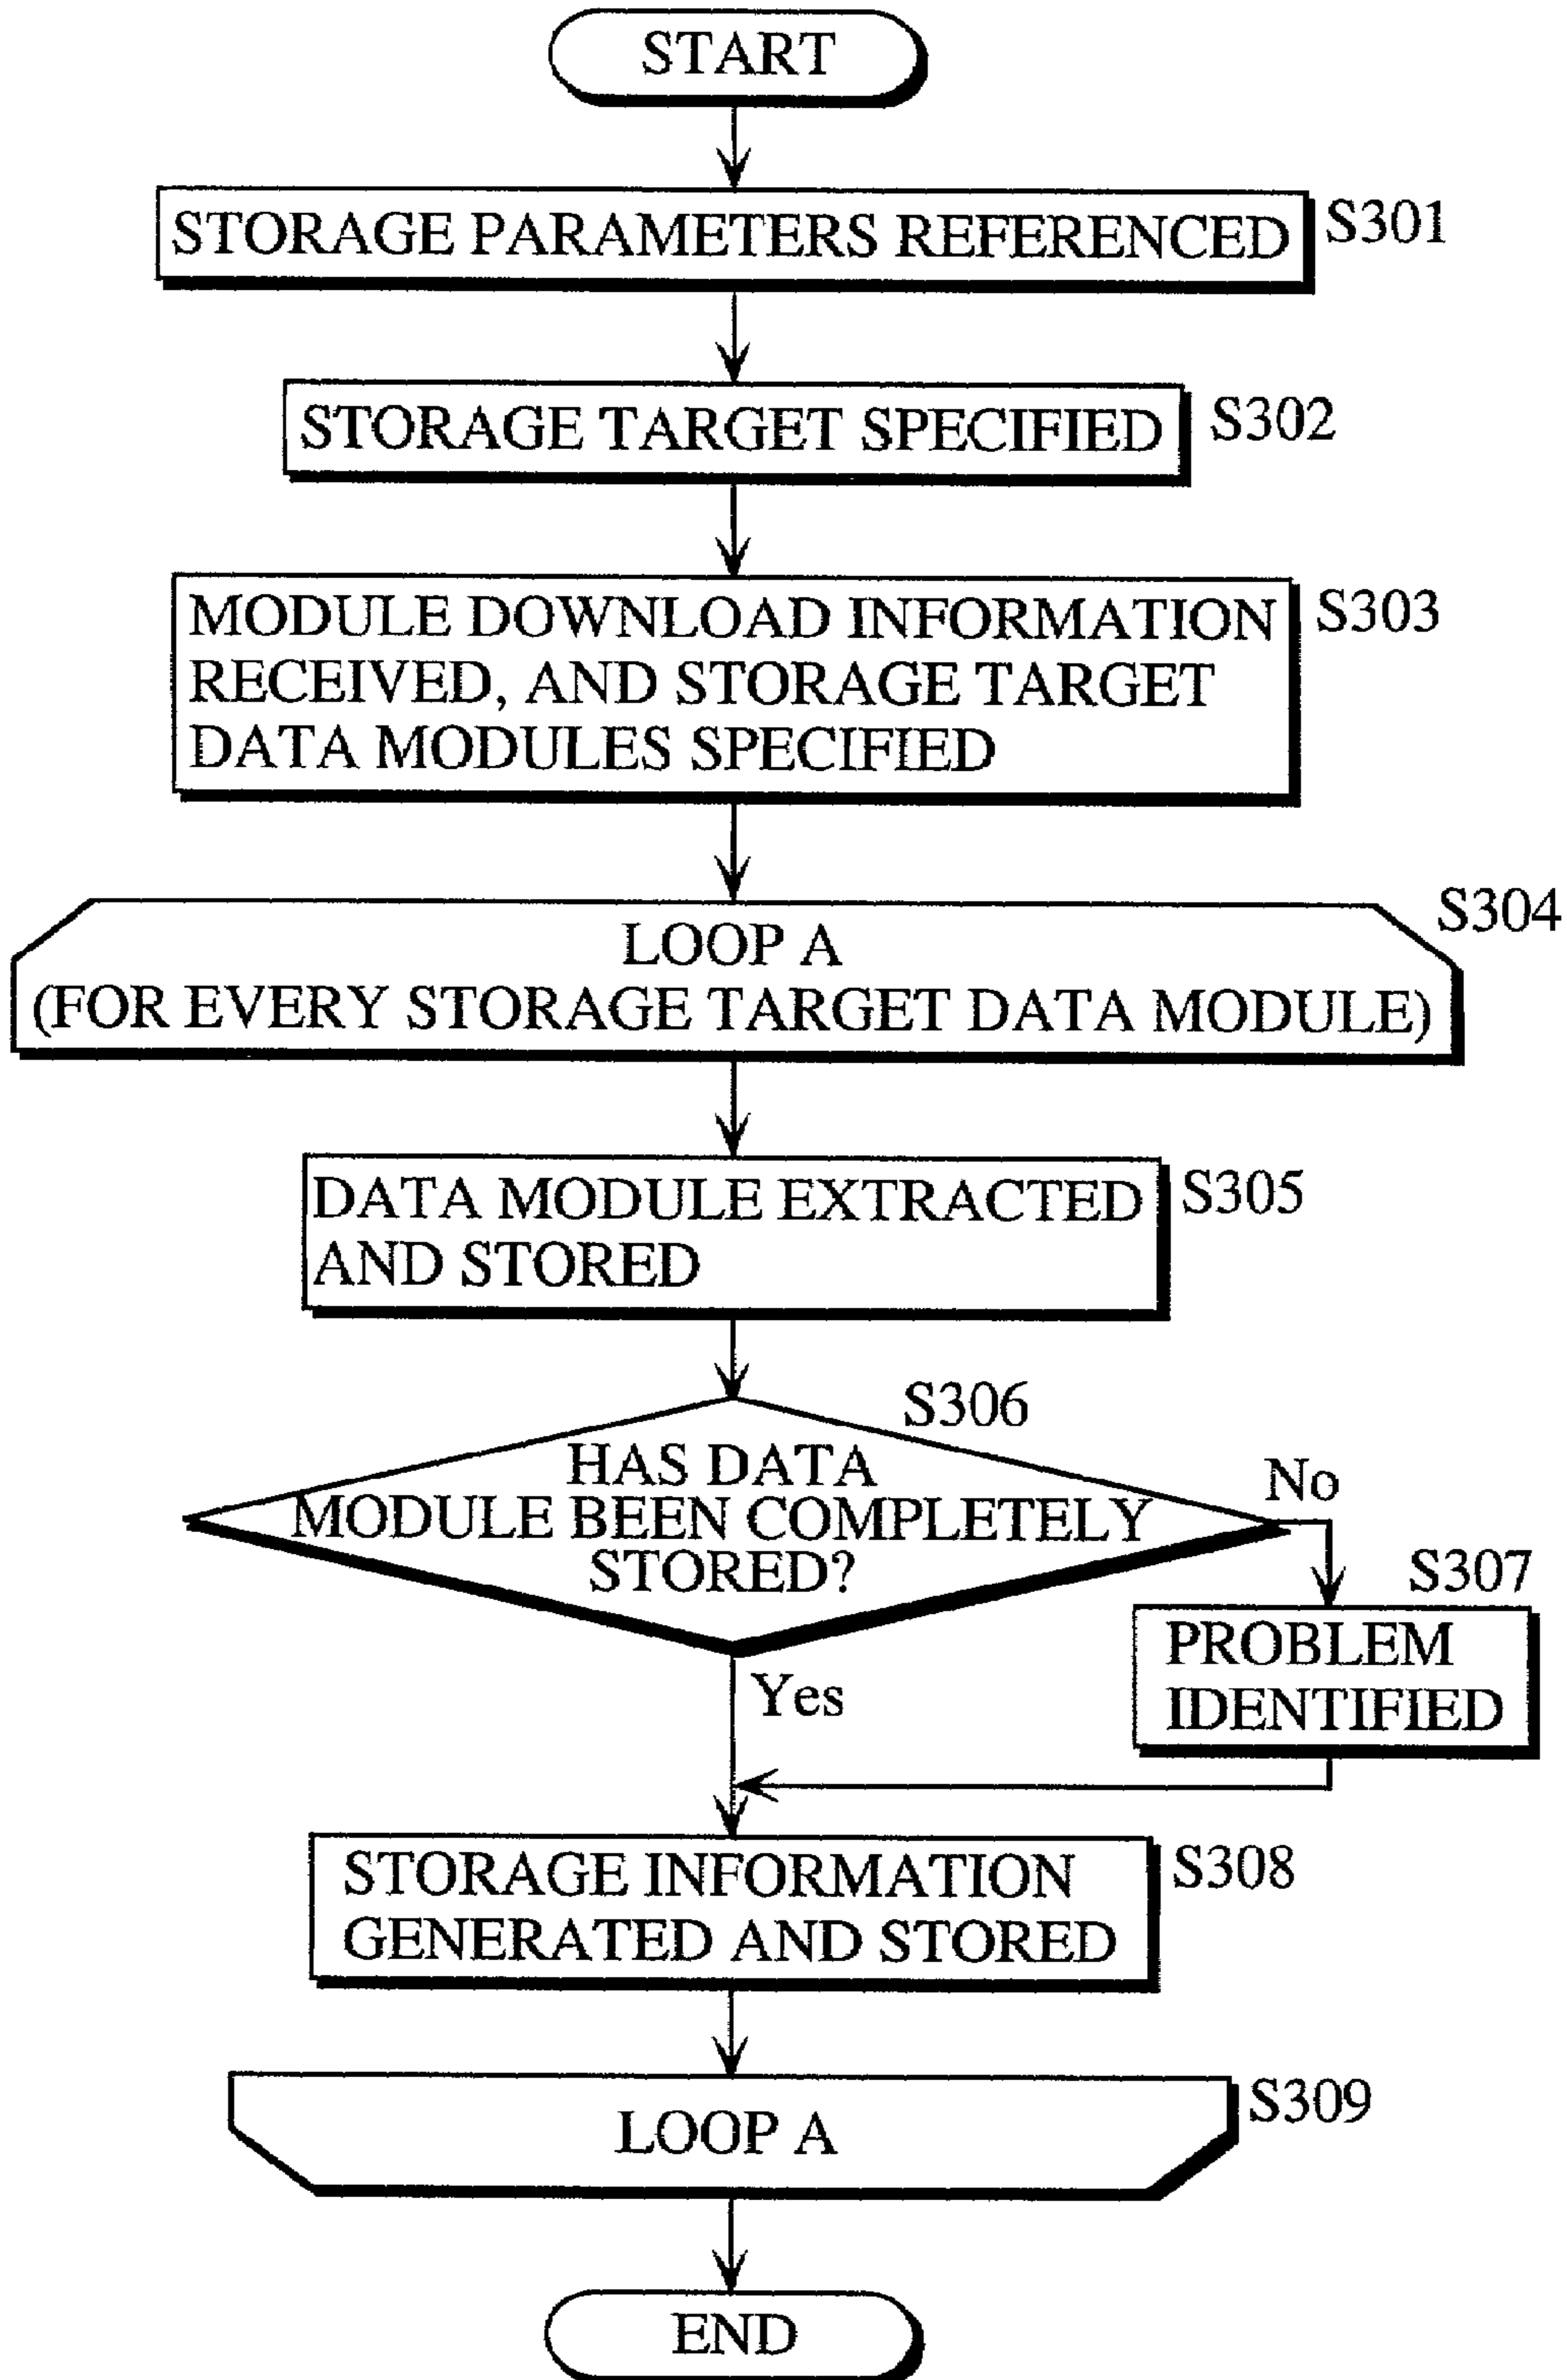 START
STORAGE PARAMETERS REFERENCED
S301
STORAGE TARGET SPECIFIED
S302
MODULE DOWNLOAD INFORMATION
RECEIVED, AND STORAGE TARGET
DATA MODULES SPECIFIED
S303
LOOP A
(FOR EVERY STORAGE TARGET DATA MODULE)
S304
DATA MODULE EXTRACTED
AND STORED
S305
S306
HAS DATA
MODULE BEEN COMPLETELY
STORED?
No
S307
PROBLEM
IDENTIFIED
Yes
STORAGE INFORMATION
GENERATED AND STORED
S308
LOOP A
S309
END